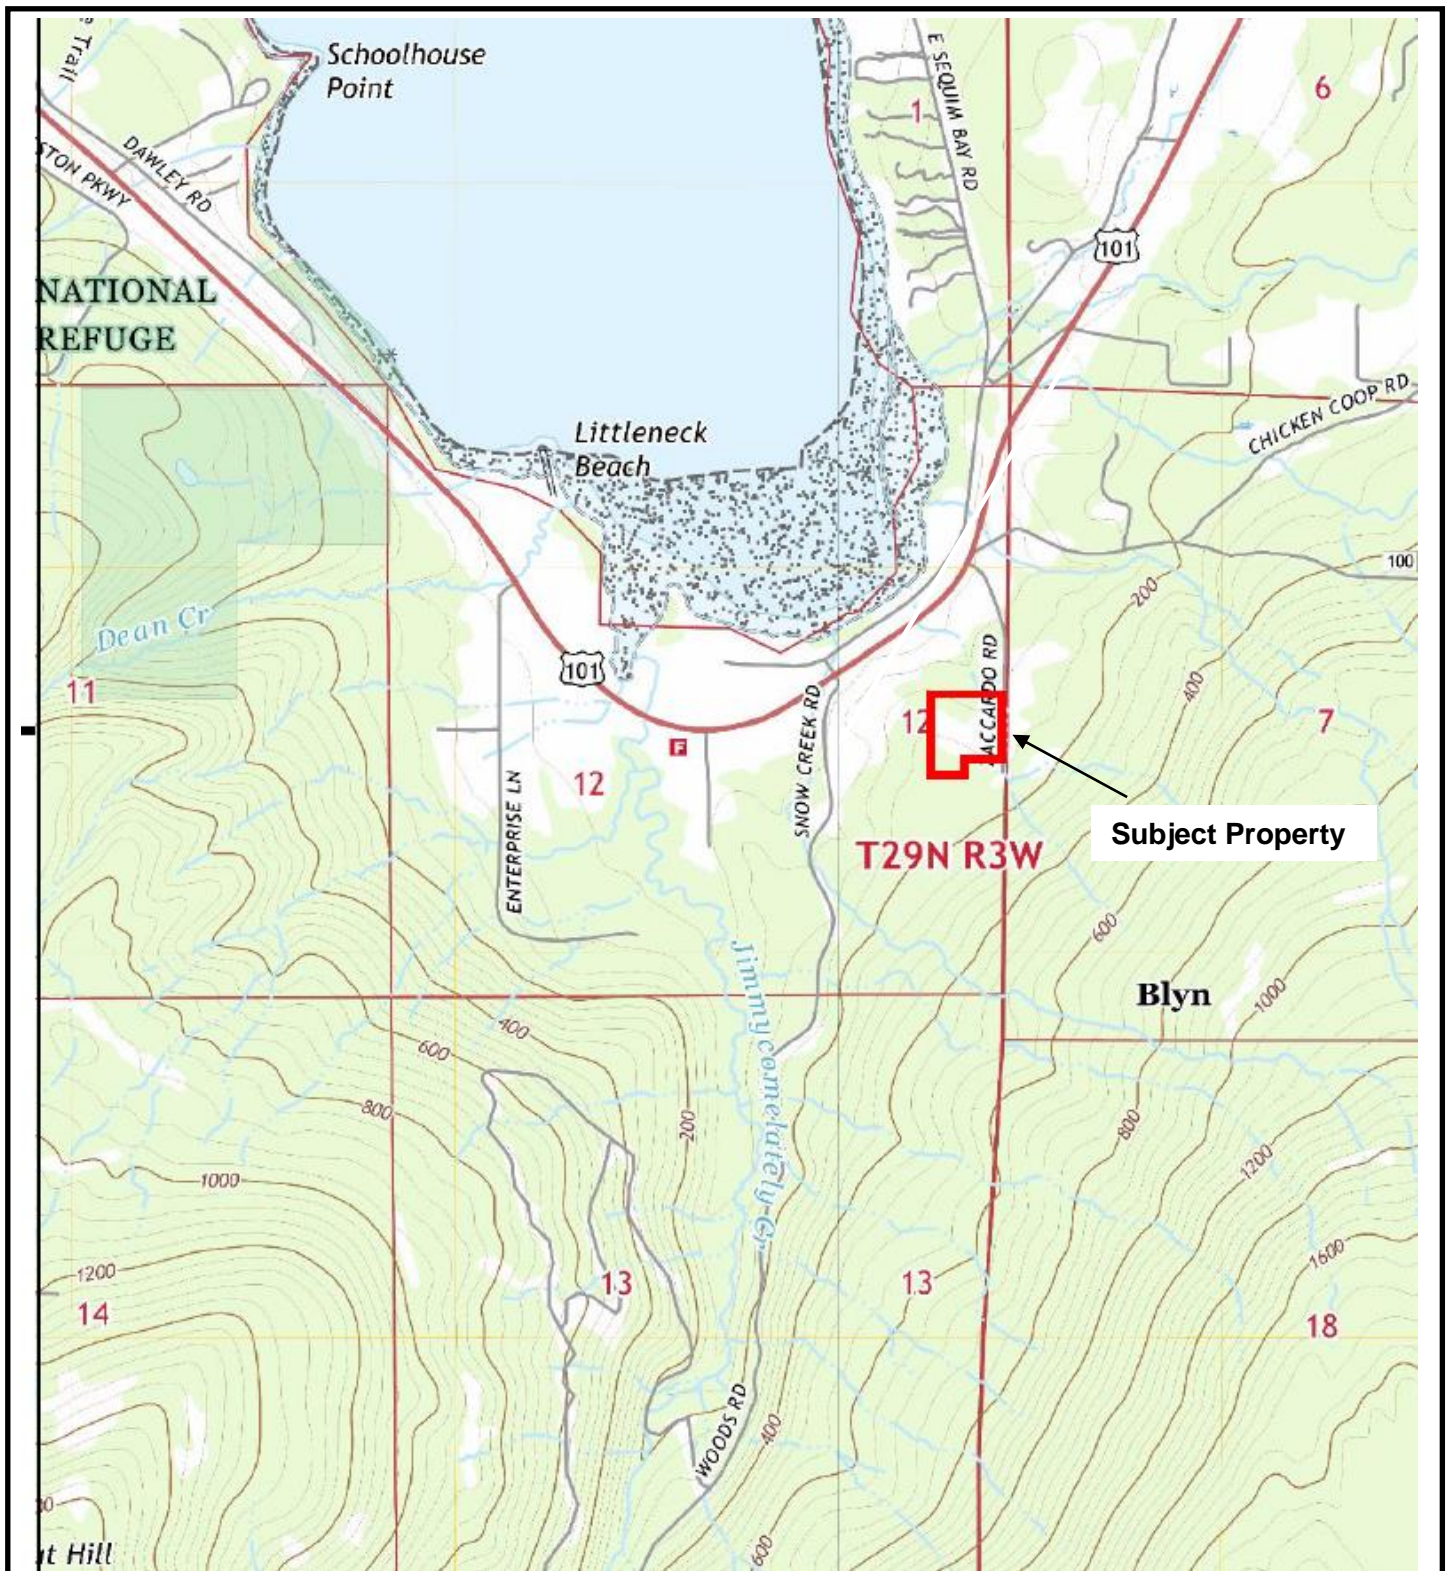 Trail
Schoolhouse
Point
E SEQUIM BAY RD
1
6
DAWLEY RD
STON PKWY
101
NATIONAL
REFUGE
CHICKEN COOP RD
Littleneck
Beach
100
200
Dean Cr
101
11
400
ACCARDO RD
SNOW CREEK RD
12
7
F
12
ENTERPRISE LN
Subject Property
T29N R3W
600
Jimmycomelately Cr
Blyn
1000
400
600
800
200
800
1000
1200
1200
1600
14
13
13
18
WOODS RD
400
600
t Hill